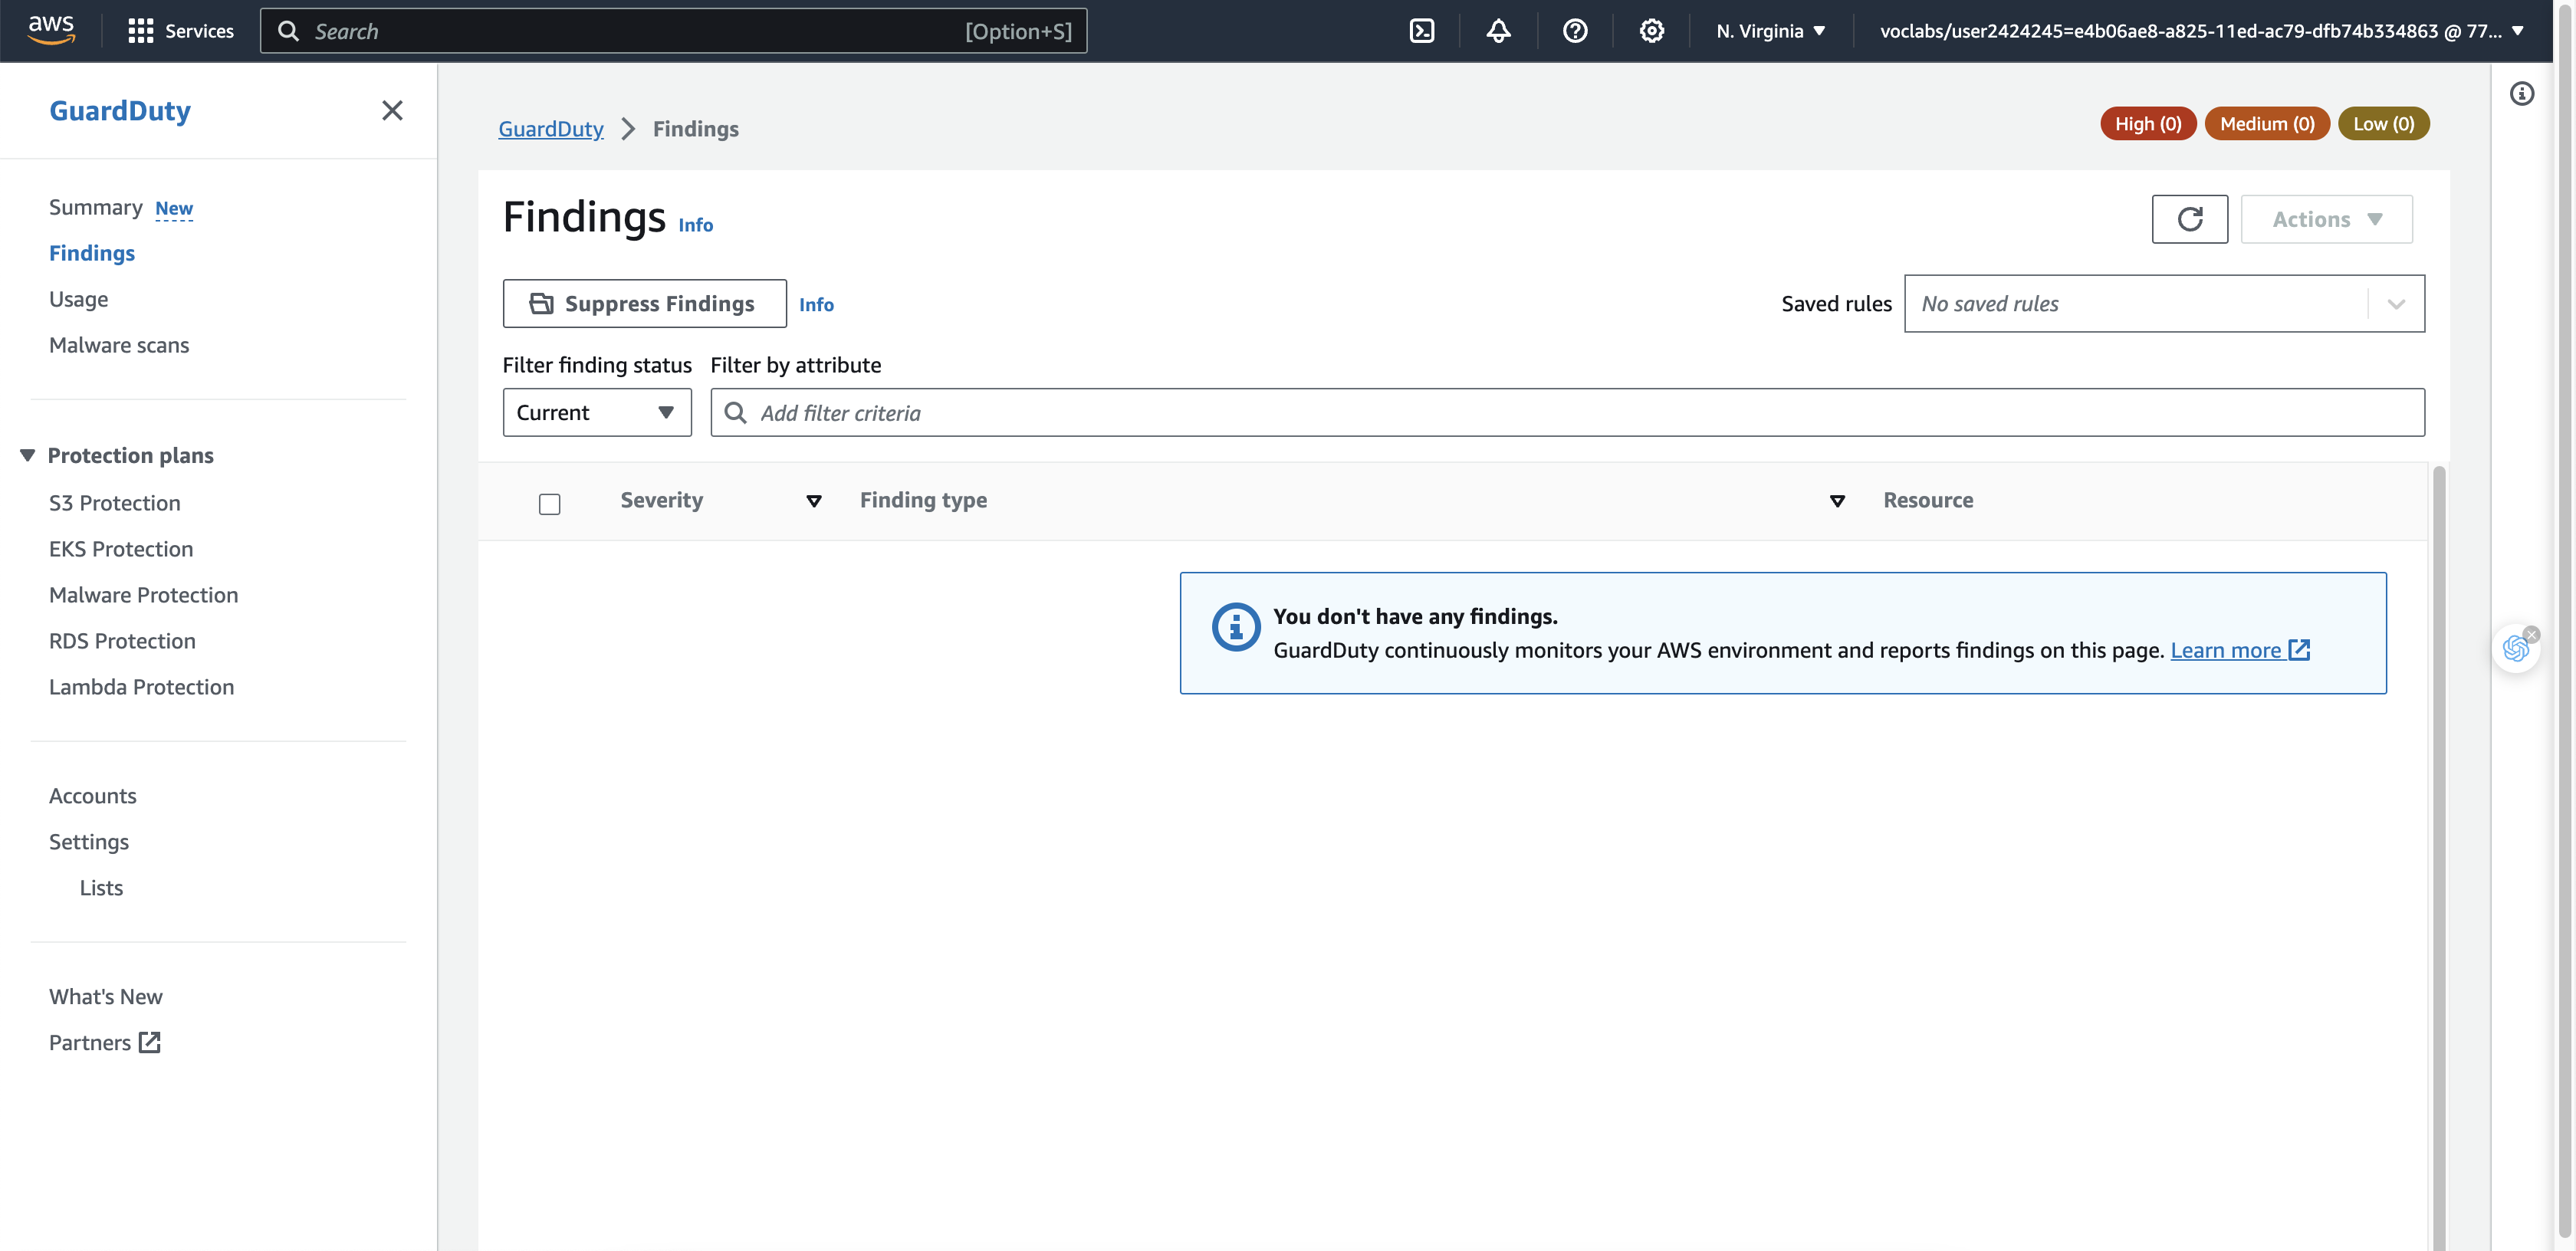 aws
Services
Search
[Option+S]
N. Virginia
voclabs/user2424245=e4b06ae8-a825-11ed-ac79-dfb74b334863 @ 77...
GuardDuty
Summary New
Findings
Usage
Malware scans
Protection plans
S3 Protection
EKS Protection
Malware Protection
RDS Protection
Lambda Protection
Accounts
Settings
Lists
What's New
Partners
GuardDuty Findings
High (0) Medium (0) Low (0)
Findings Info
Actions
Suppress Findings Info
Saved rules No saved rules
Filter finding status Filter by attribute
Current Add filter criteria
Severity Finding type Resource
You don't have any findings.
GuardDuty continuously monitors your AWS environment and reports findings on this page. Learn more